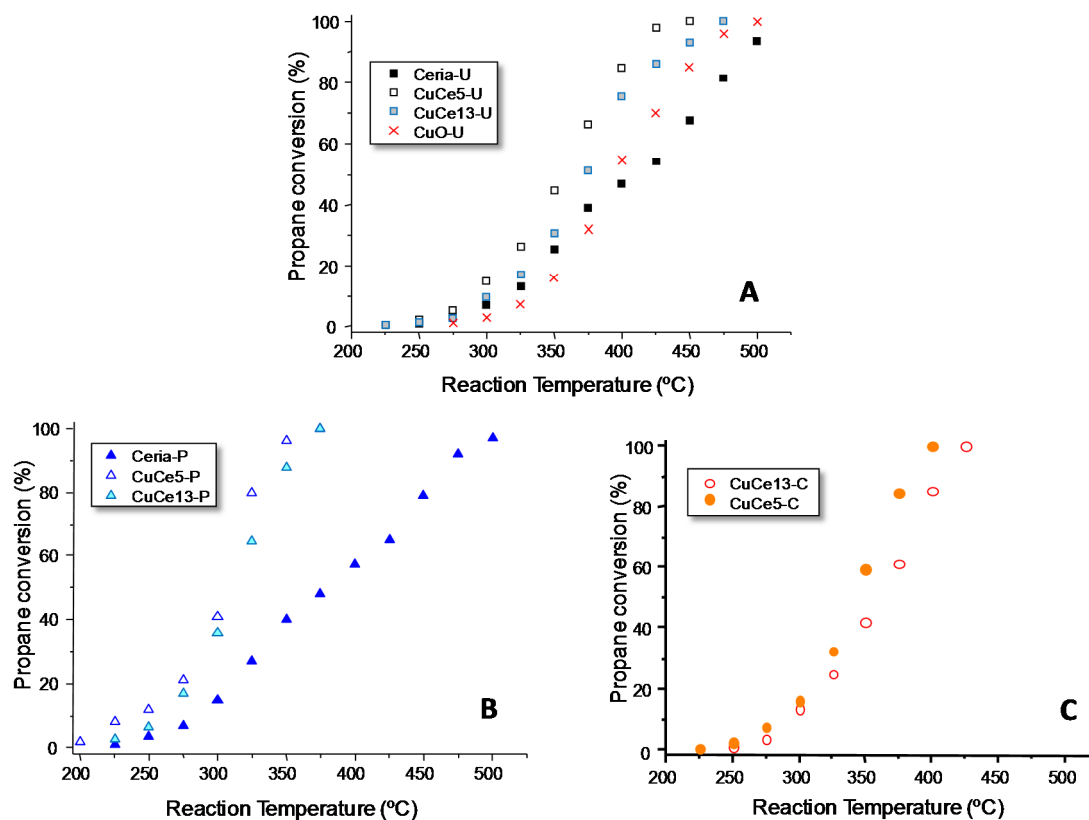 100
80
60
40
20
0
Propane conversion (%)
Ceria-U
CuCe5-U
CuCe13-U
CuO-U
A
200 250 300 350 400 450 500
Reaction Temperature (ºC)
100
80
60
40
20
0
Propane conversion (%)
Ceria-P
CuCe5-P
CuCe13-P
B
200 250 300 350 400 450 500
Reaction Temperature (ºC)
100
80
60
40
20
0
Propane conversion (%)
CuCe13-C
CuCe5-C
C
200 250 300 350 400 450 500
Reaction Temperature (ºC)